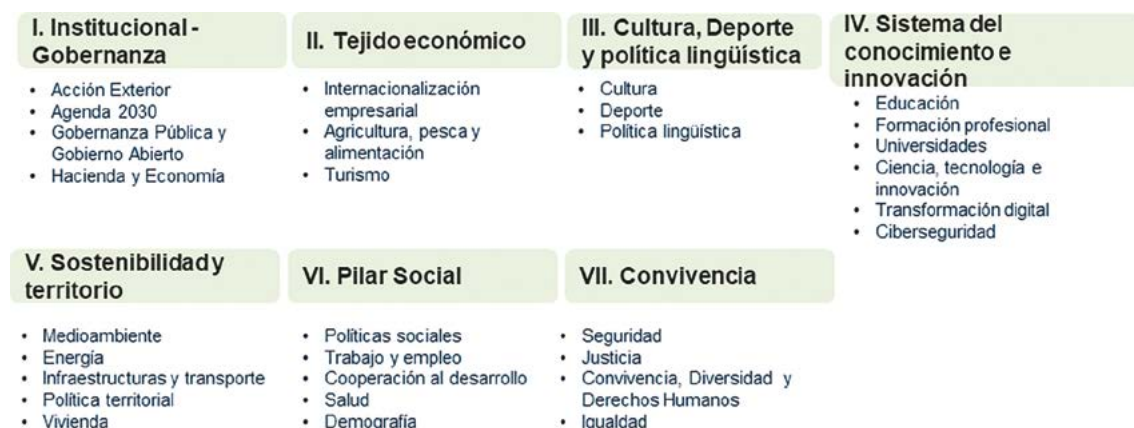 I. Institucional -
Gobernanza
• Acción Exterior
• Agenda 2030
• Gobernanza Pública y
Gobierno Abierto
• Hacienda y Economía
II. Tejido económico
• Internacionalización
empresarial
• Agricultura, pesca y
alimentación
• Turismo
III. Cultura, Deporte
y política lingüística
• Cultura
• Deporte
• Política lingüística
IV. Sistema del
conocimiento e
innovación
• Educación
• Formación profesional
• Universidades
• Ciencia, tecnología e
innovación
• Transformación digital
• Ciberseguridad
V. Sostenibilidad y
territorio
• Medioambiente
• Energía
• Infraestructuras y transporte
• Política territorial
• Vivienda
VI. Pilar Social
• Políticas sociales
• Trabajo y empleo
• Cooperación al desarrollo
• Salud
• Demografía
VII. Convivencia
• Seguridad
• Justicia
• Convivencia, Diversidad y
Derechos Humanos
• Igualdad